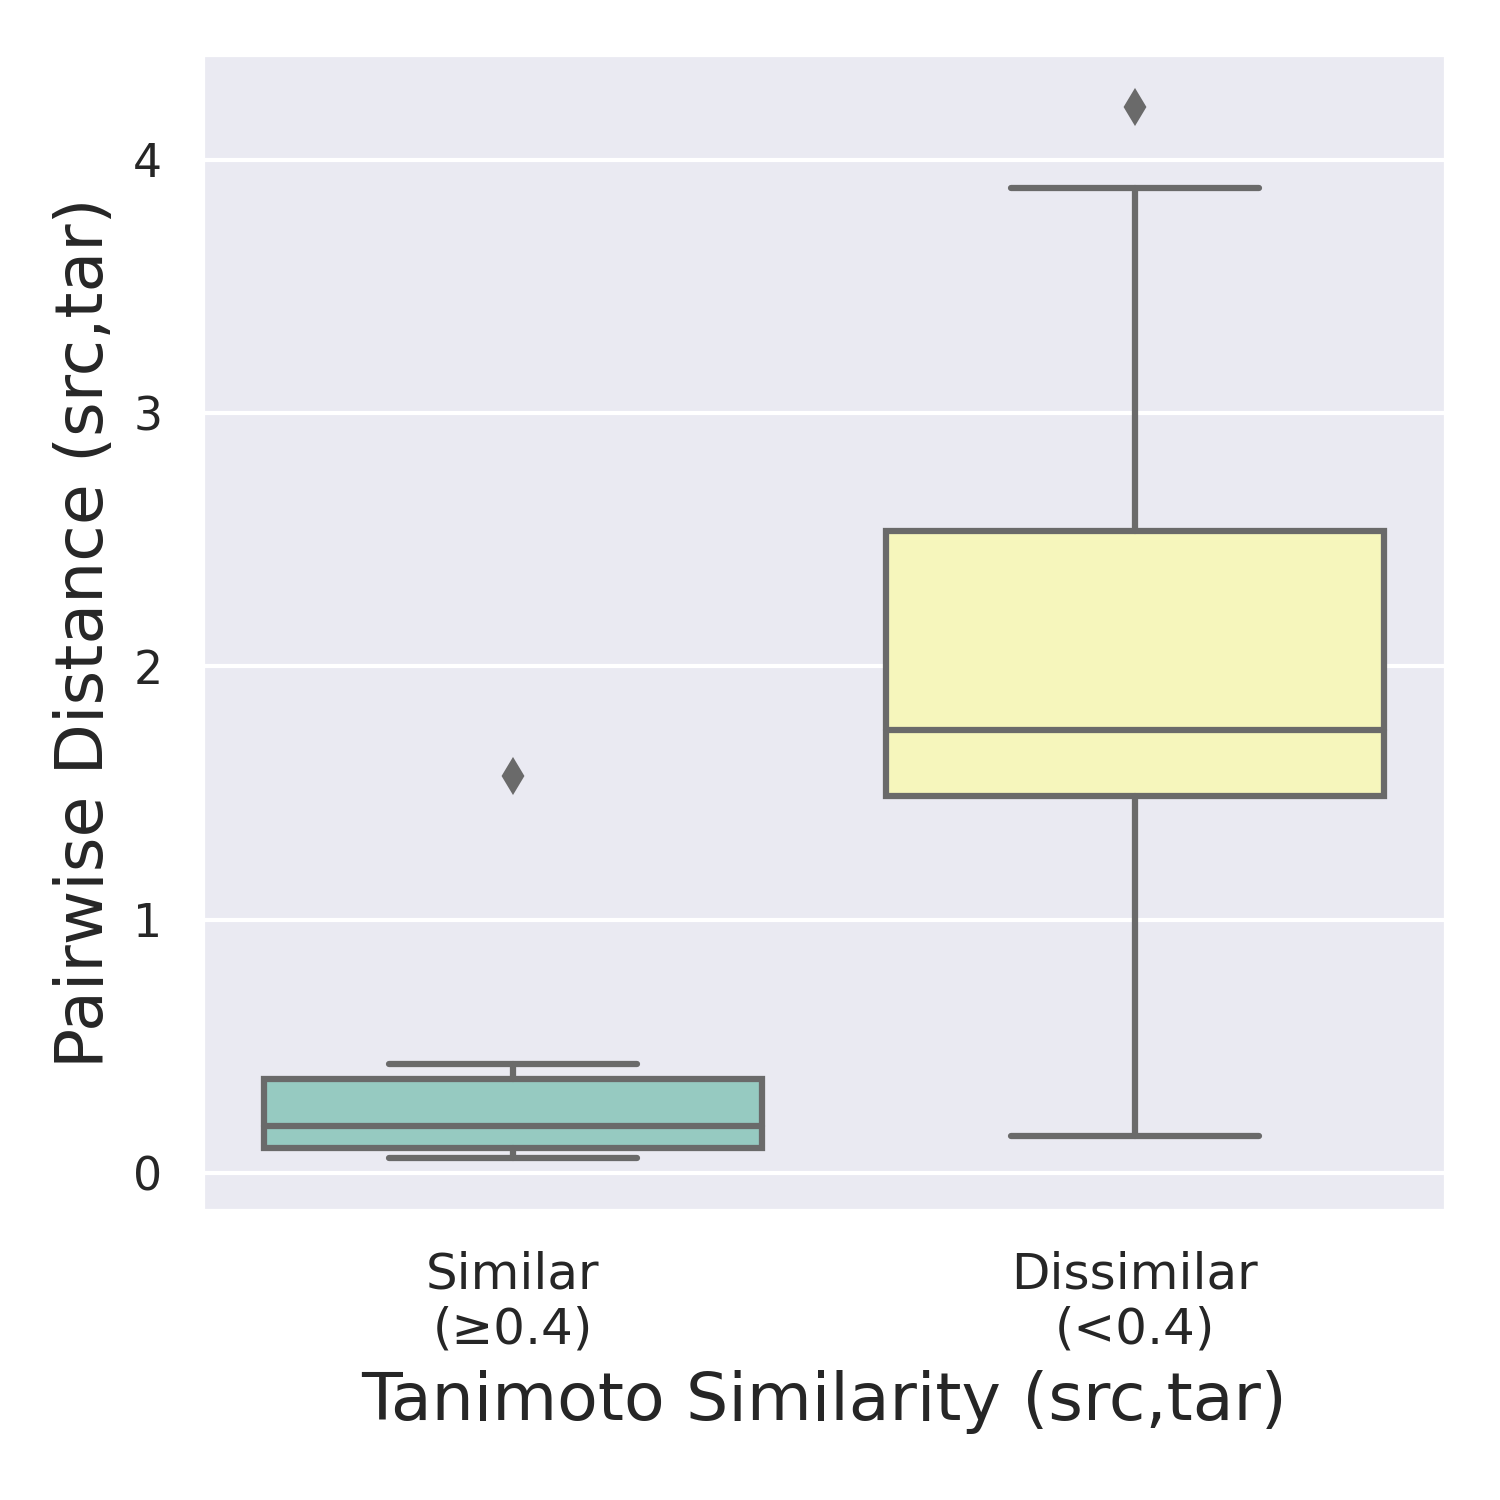 Pairwise Distance (src,tar)
4
3
2
1
0
Similar
(≥0.4)
Dissimilar
(<0.4)
Tanimoto Similarity (src,tar)